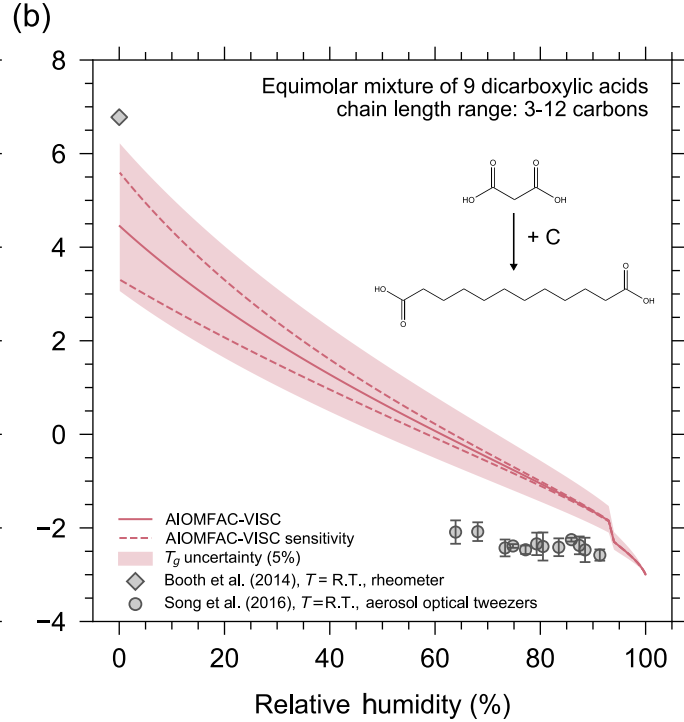 (b)
8
Equimolar mixture of 9 dicarboxylic acids
chain length range: 3-12 carbons
6
O O
HO OH
+ C
4
O
HO OH
O
2
0
−2
AIOMFAC-VISC
AIOMFAC-VISC sensitivity
Tg uncertainty (5%)
Booth et al. (2014), T = R.T., rheometer
Song et al. (2016), T=R.T., aerosol optical tweezers
−4
0 20 40 60 80 100
Relative humidity (%)